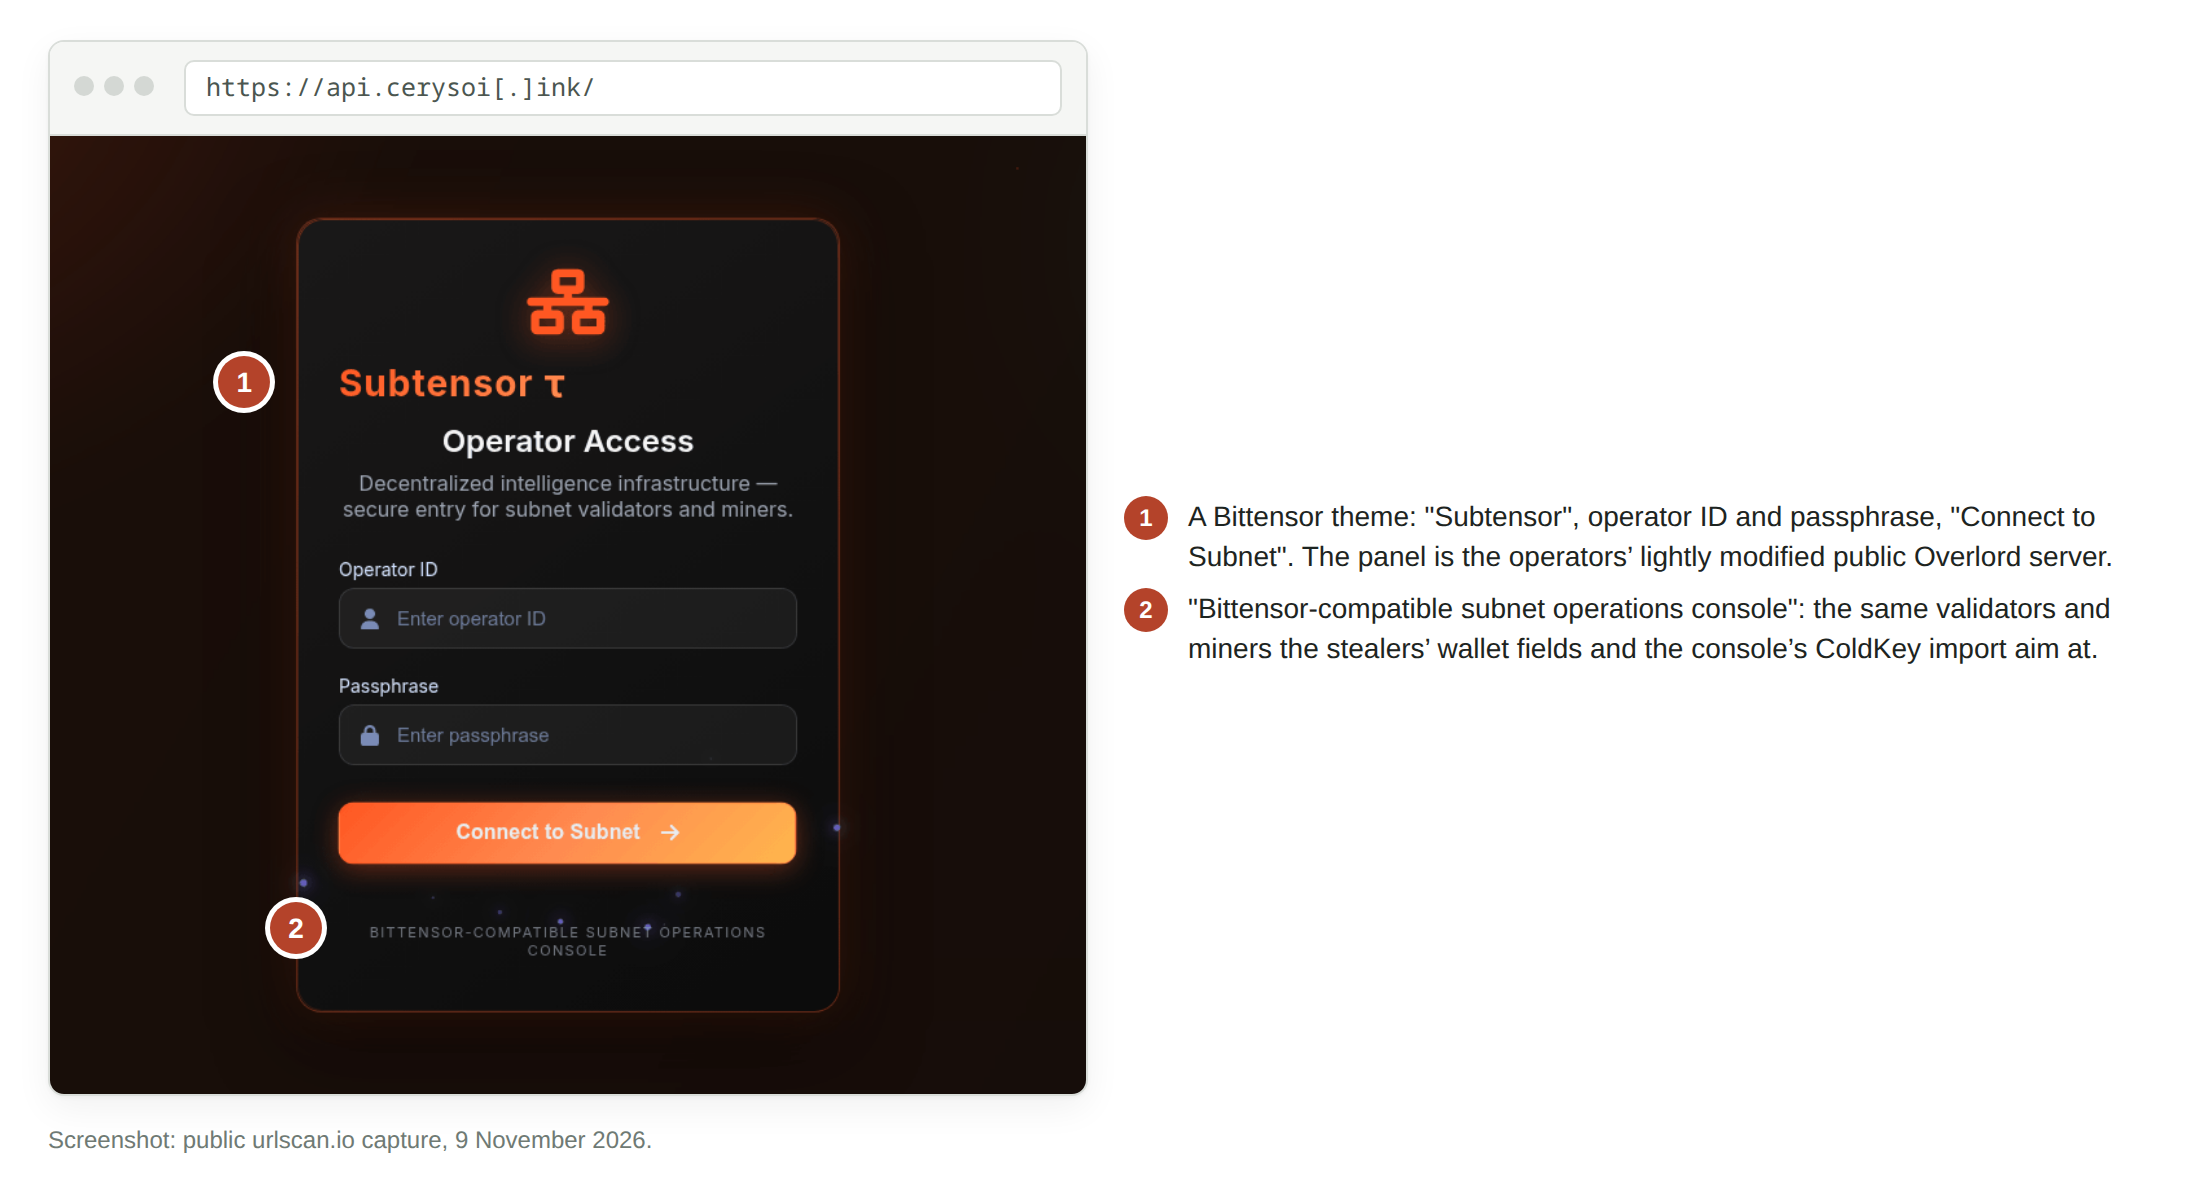 https://api.cerysoi[.]ink/
1
Subtensor τ
Operator Access
Decentralized intelligence infrastructure —
secure entry for subnet validators and miners.
Operator ID
Enter operator ID
Passphrase
Enter passphrase
Connect to Subnet →
2
BITTENSOR-COMPATIBLE SUBNET OPERATIONS
CONSOLE
1 A Bittensor theme: "Subtensor", operator ID and passphrase, "Connect to
Subnet". The panel is the operators’ lightly modified public Overlord server.
2 "Bittensor-compatible subnet operations console": the same validators and
miners the stealers’ wallet fields and the console’s ColdKey import aim at.
Screenshot: public urlscan.io capture, 9 November 2026.